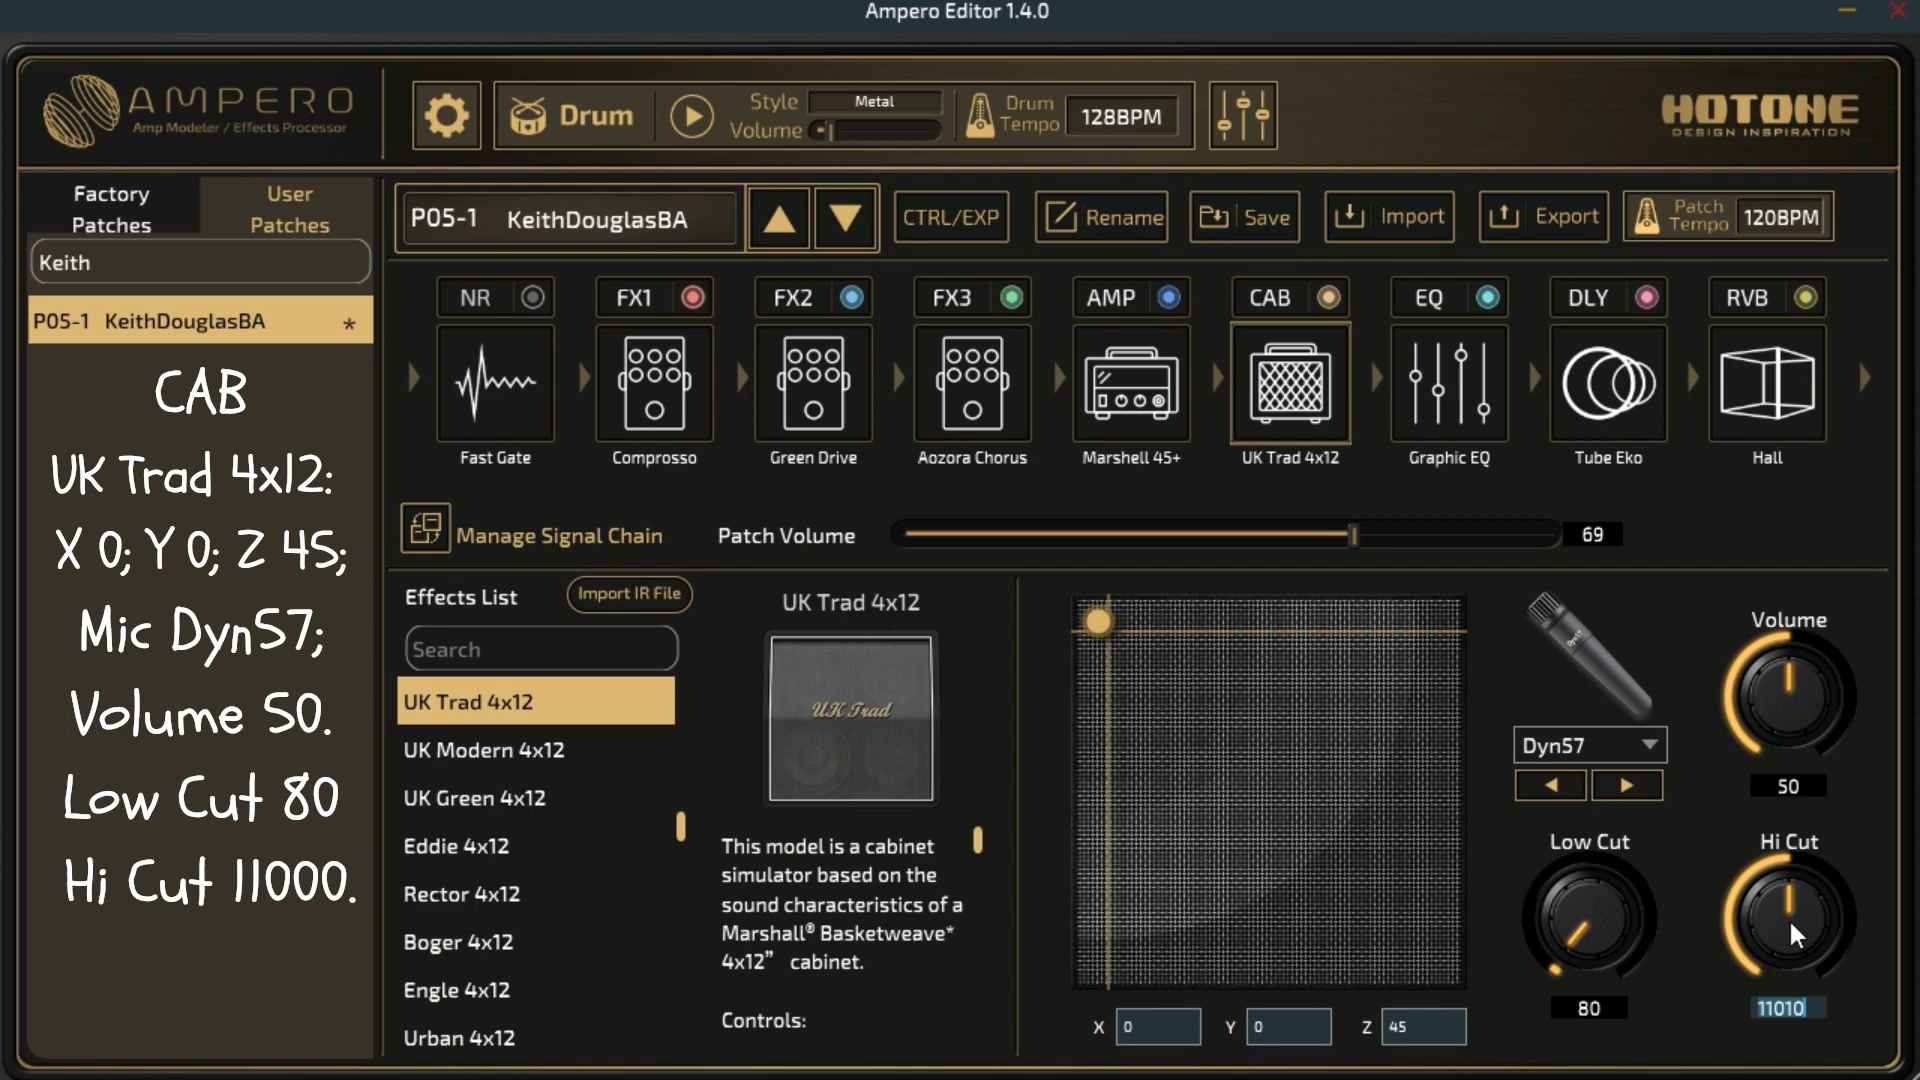 Ampero Editor 1.4.0
AMPERO
Amp Modeler / Effects Processor
Drum
Style
Metal
Volume
Drum
Tempo
128BPM
HOTONE
DESIGN INSPIRATION
Factory
Patches
User
Patches
Keith
P05-1 KeithDouglasBA *
P05-1 KeithDouglasBA
CTRL/EXP
Rename
Save
Import
Export
Patch
Tempo
120BPM
NR
FX1
FX2
FX3
AMP
CAB
EQ
DLY
RVB
Fast Gate
Comprosso
Green Drive
Aozora Chorus
Marshell 45+
UK Trad 4x12
Graphic EQ
Tube Eko
Hall
CAB
UK Trad 4x12:
X 0; Y 0; Z 45;
Mic Dyn57;
Volume 50.
Low Cut 80
Hi Cut 11000.
Manage Signal Chain
Patch Volume
69
Effects List
Import IR File
Search
UK Trad 4x12
UK Modern 4x12
UK Green 4x12
Eddie 4x12
Rector 4x12
Boger 4x12
Engle 4x12
Urban 4x12
UK Trad 4x12
UK Trad
This model is a cabinet
simulator based on the
sound characteristics of a
Marshall® Basketweave*
4x12” cabinet.
Controls:
X 0
Y 0
Z 45
Dyn57
Dyn57
Volume
50
Low Cut
80
Hi Cut
11010